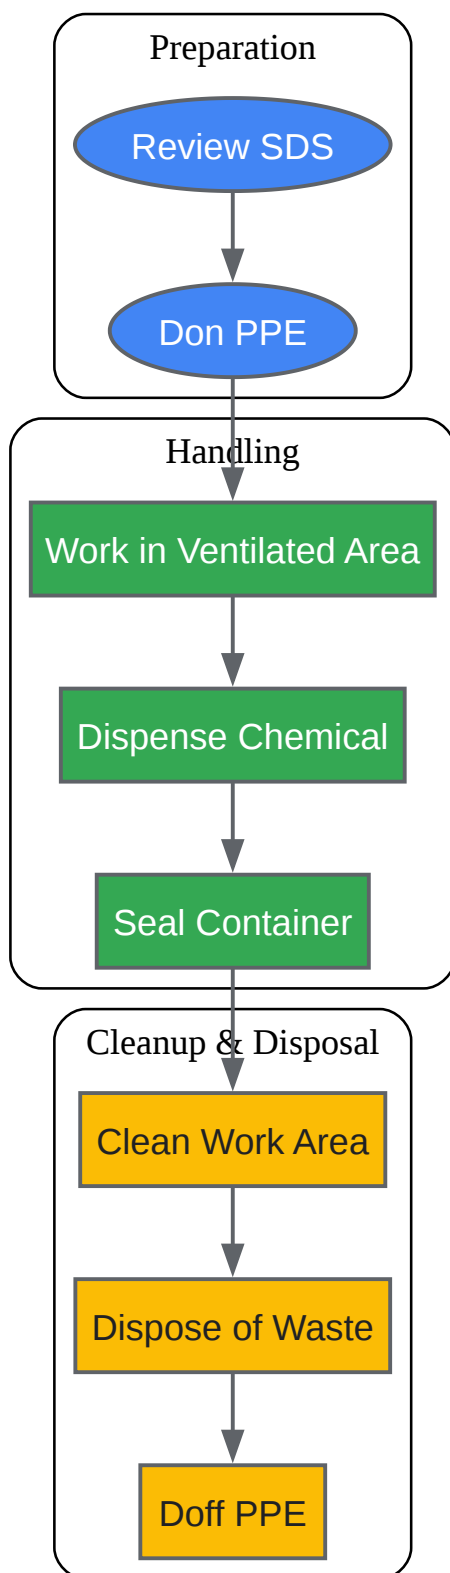 Preparation
Review SDS
Don PPE
Handling
Work in Ventilated Area
Dispense Chemical
Seal Container
Cleanup & Disposal
Clean Work Area
Dispose of Waste
Doff PPE